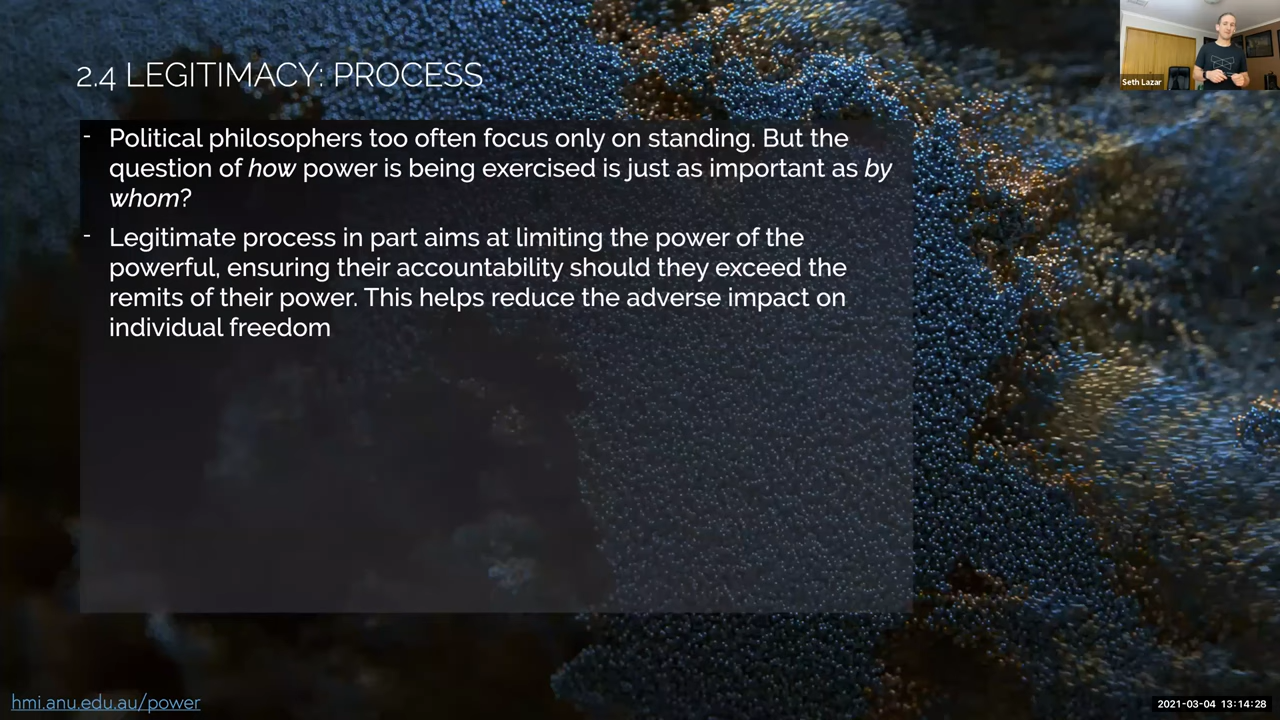 2.4 LEGITIMACY: PROCESS
Seth Lazar
- Political philosophers too often focus only on standing. But the
question of how power is being exercised is just as important as by
whom?
- Legitimate process in part aims at limiting the power of the
powerful, ensuring their accountability should they exceed the
remits of their power. This helps reduce the adverse impact on
individual freedom
hmi.anu.edu.au/power
2021-03-04 13:14:28